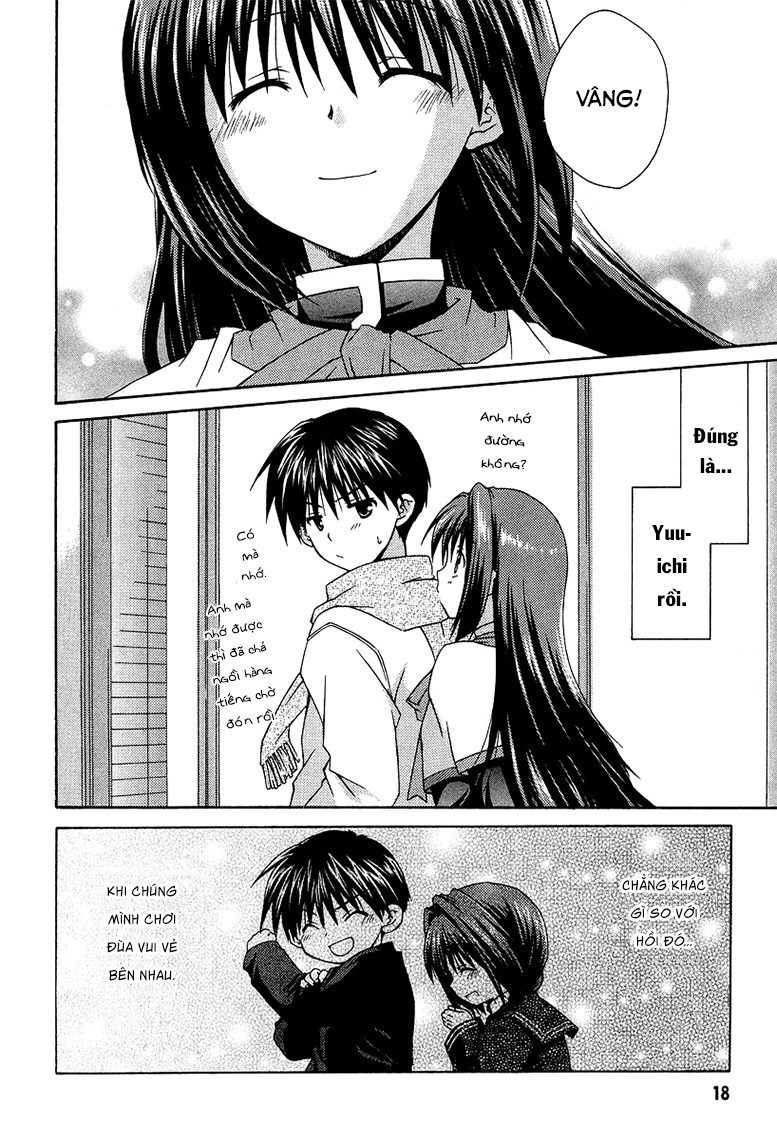 VÂNG!
Đúng
là...
Yuu-
ichi
rồi.
Anh nhớ
đường
không?
Có
mà
nhớ.
Anh mà
nhớ được
thì đã chả
ngồi hàng
tiếng chờ
đón rồi.
CHẲNG KHÁC
GÌ SO VỚI
HỒI ĐÓ...
KHI CHÚNG
MÌNH CHƠI
ĐÙA VUI VẺ
BÊN NHAU.
18